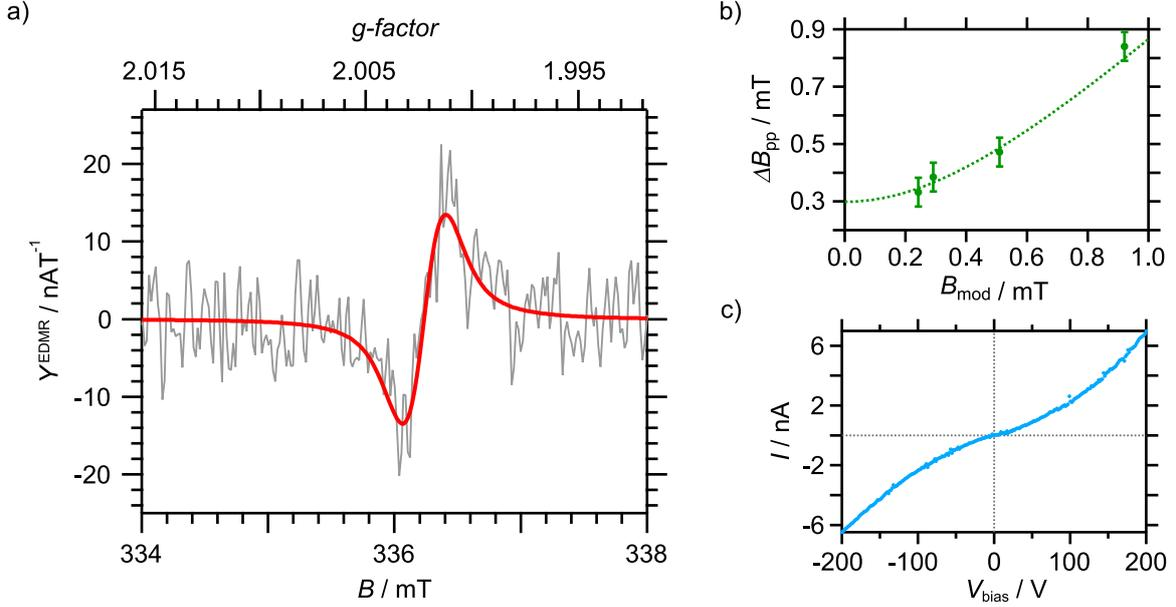 a)
g-factor
2.015 2.005 1.995
20
10
0
-10
-20
Y^EDMR / nAT^-1
334 336 338
B / mT
b)
0.9
0.7
0.5
0.3
ΔB_pp / mT
0.0 0.2 0.4 0.6 0.8 1.0
B_mod / mT
c)
6
2
-2
-6
I / nA
-200 -100 0 100 200
V_bias / V